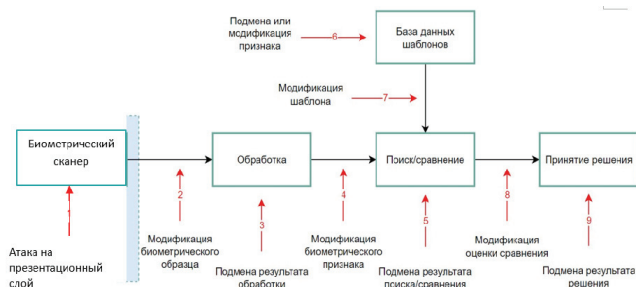 Подмена или
модификация
признака
6
База данных
шаблонов
Модификация
шаблона
7
Биометрический
сканер
Обработка
Поиск/сравнение
Принятие решения
1
2
3
4
5
8
9
Атака на
презентационный
слой
Модификация
биометрического
образца
Подмена результата
обработки
Модификация
биометрического
признака
Подмена результата
поиска/сравнения
Модификация
оценки сравнения
Подмена результата
решения